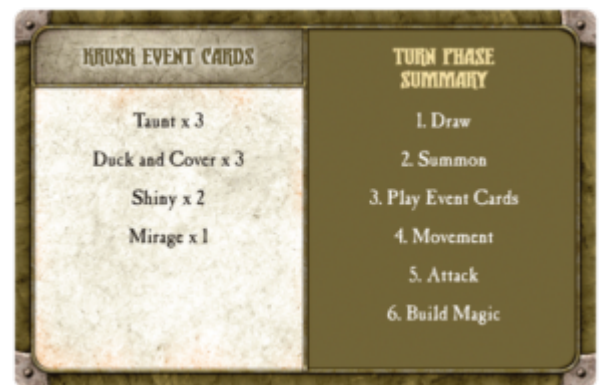 KRUSK EVENT CARDS
Taunt x 3
Duck and Cover x 3
Shiny x 2
Mirage x 1
TURN PHASE
SUMMARY
1. Draw
2. Summon
3. Play Event Cards
4. Movement
5. Attack
6. Build Magic